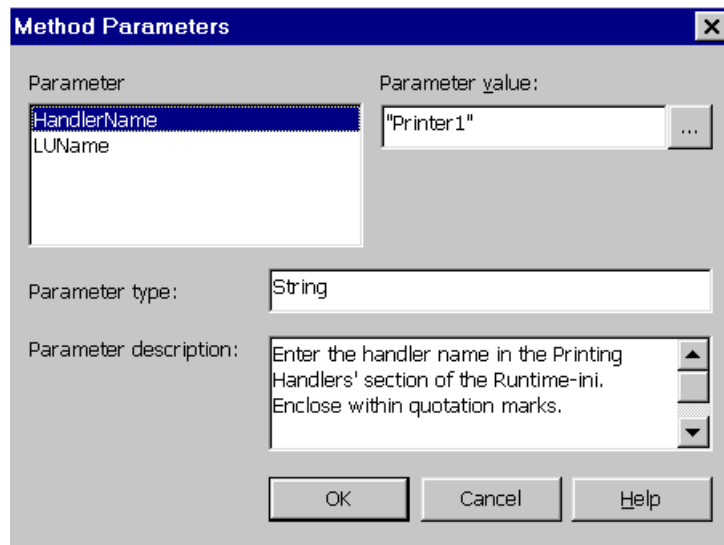 Method Parameters
Parameter
Parameter value:
HandlerName
LUName
"Printer1"
...
Parameter type:
String
Parameter description:
Enter the handler name in the Printing
Handlers' section of the Runtime-ini.
Enclose within quotation marks.
OK
Cancel
Help